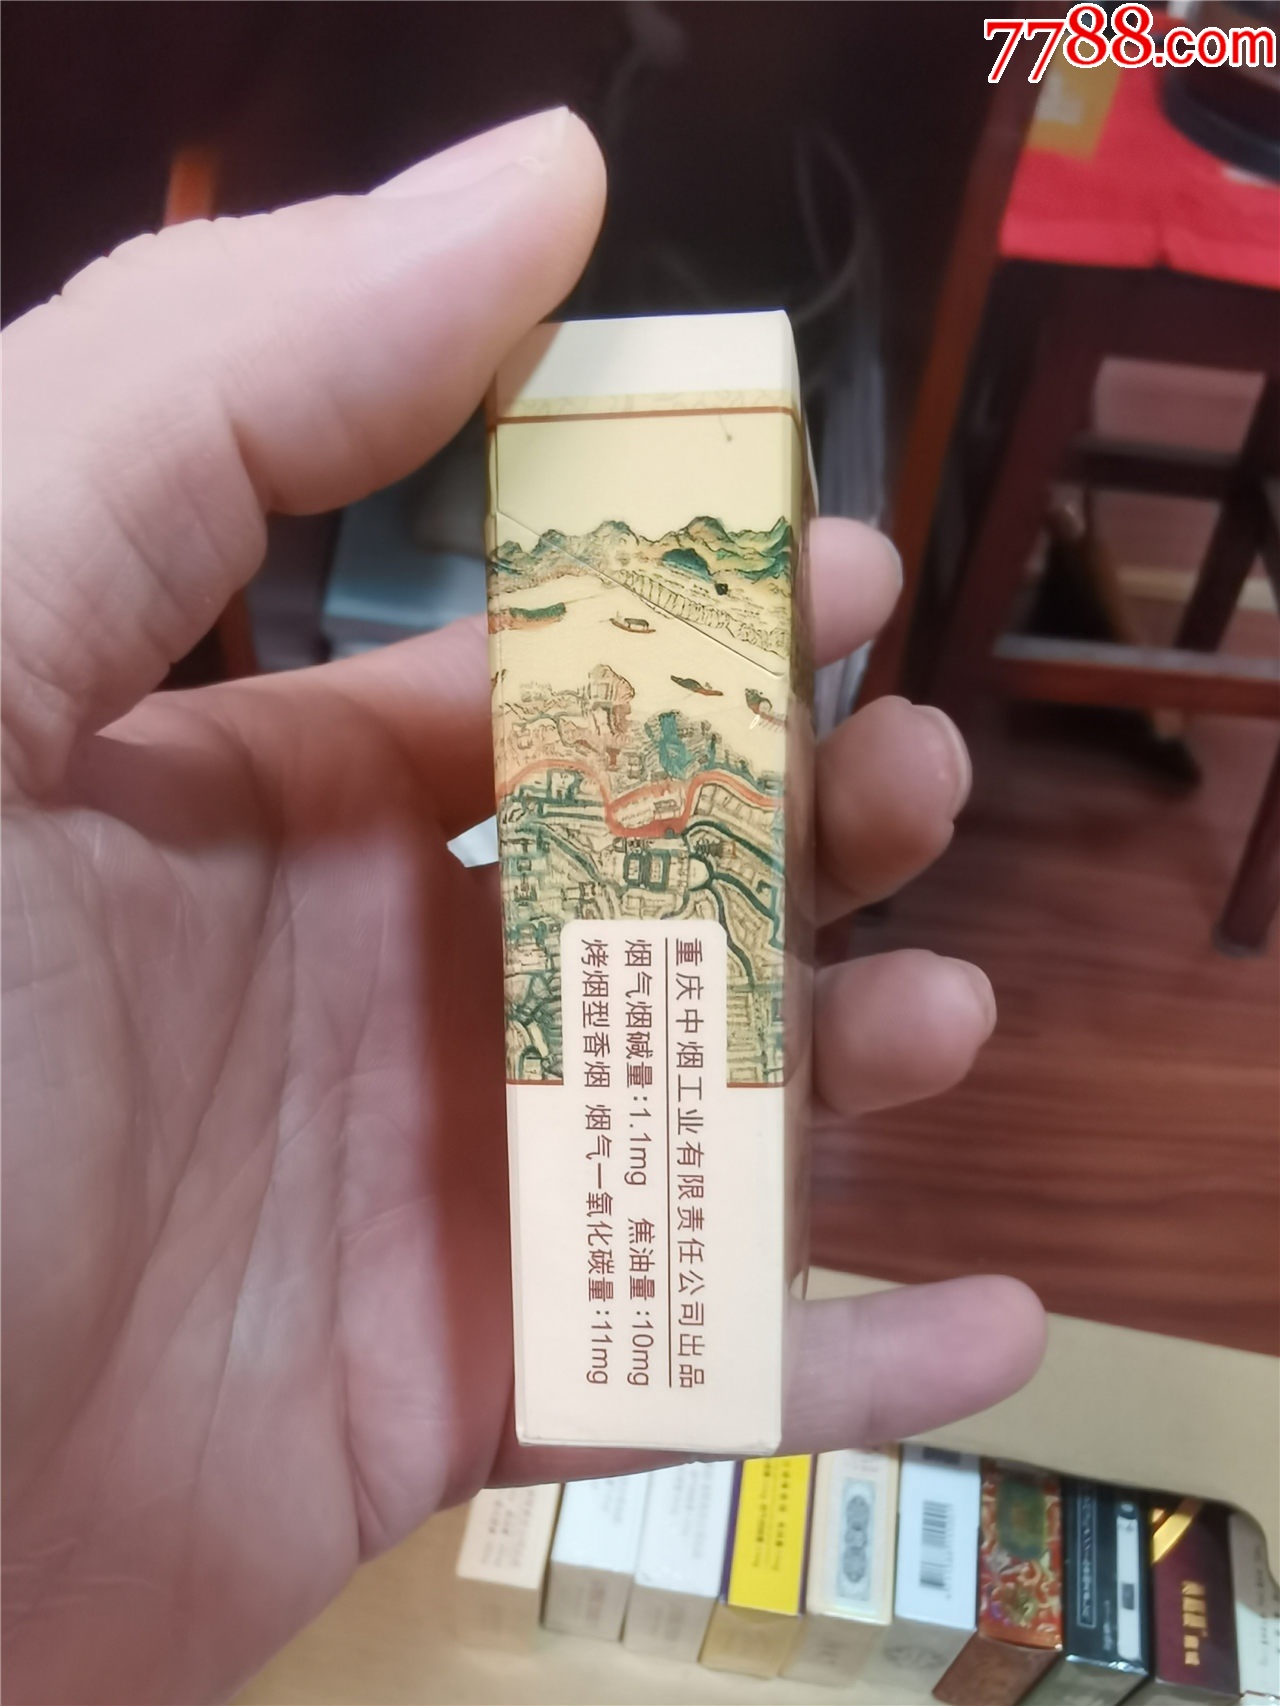 7788.com
重庆中烟工业有限责任公司出品
烟气烟碱量:1.1mg 焦油量:10mg
烤烟型香烟 烟气一氧化碳量:11mg